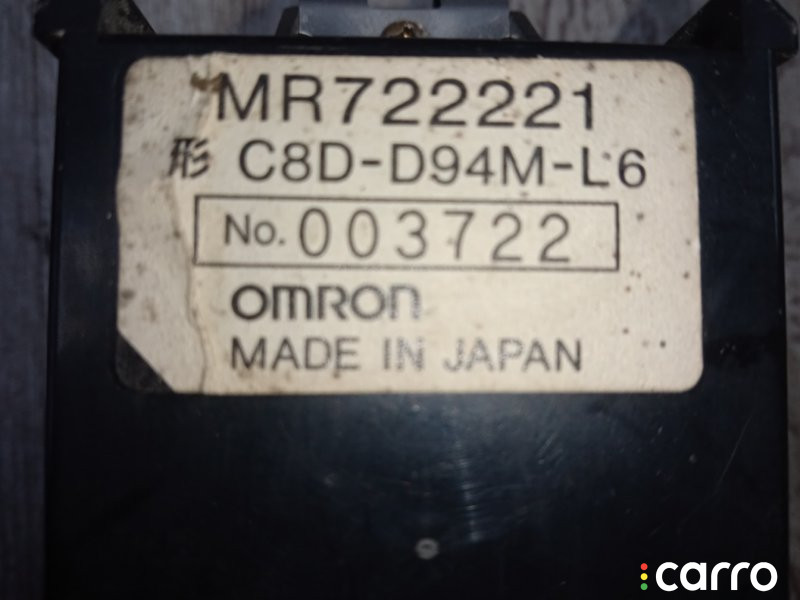 MR722221
形 C8D-D94M-L6
No. 003722
omron
MADE IN JAPAN
carro